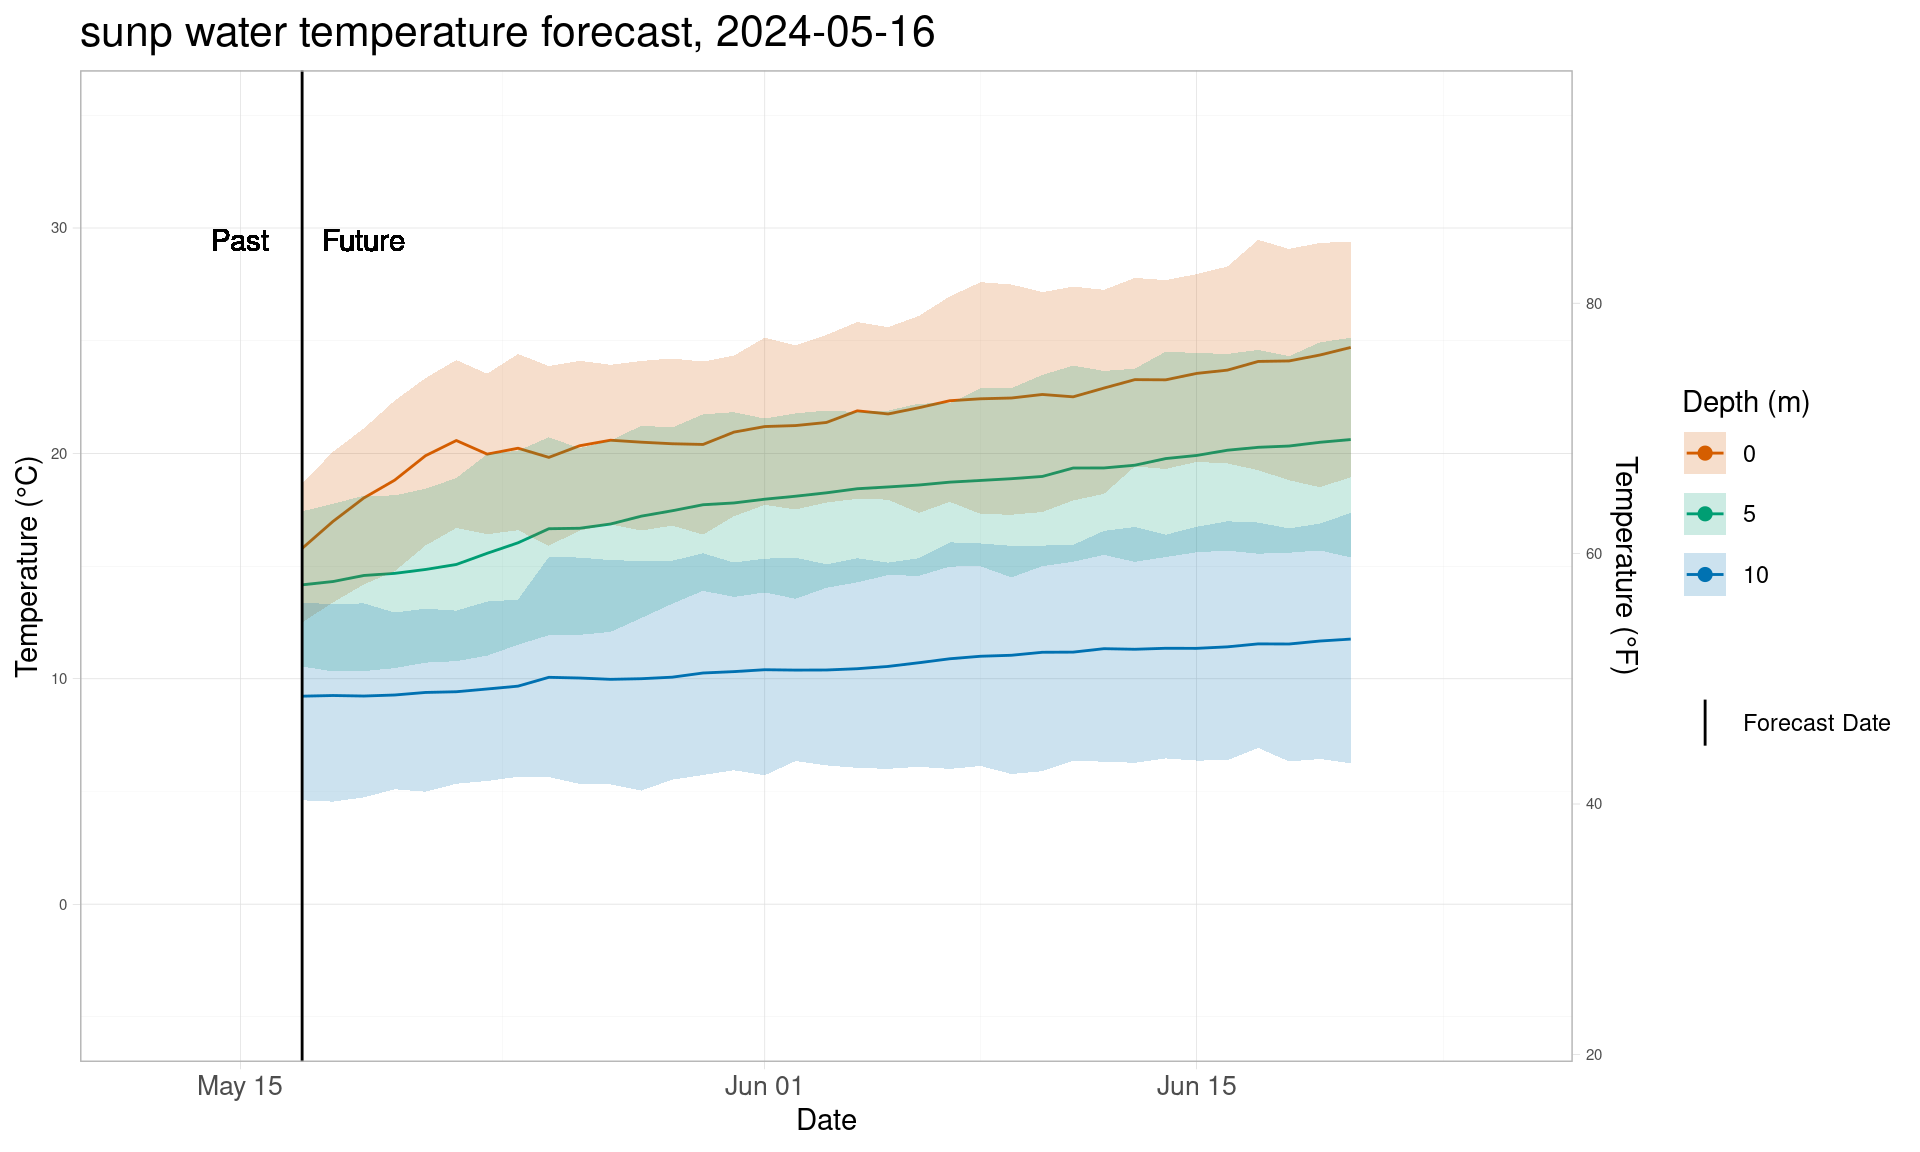 sunp water temperature forecast, 2024-05-16
Past
Future
30
20
10
0
Temperature (°C)
80
60
40
20
Temperature (°F)
May 15
Jun 01
Jun 15
Date
Depth (m)
0
5
10
Forecast Date